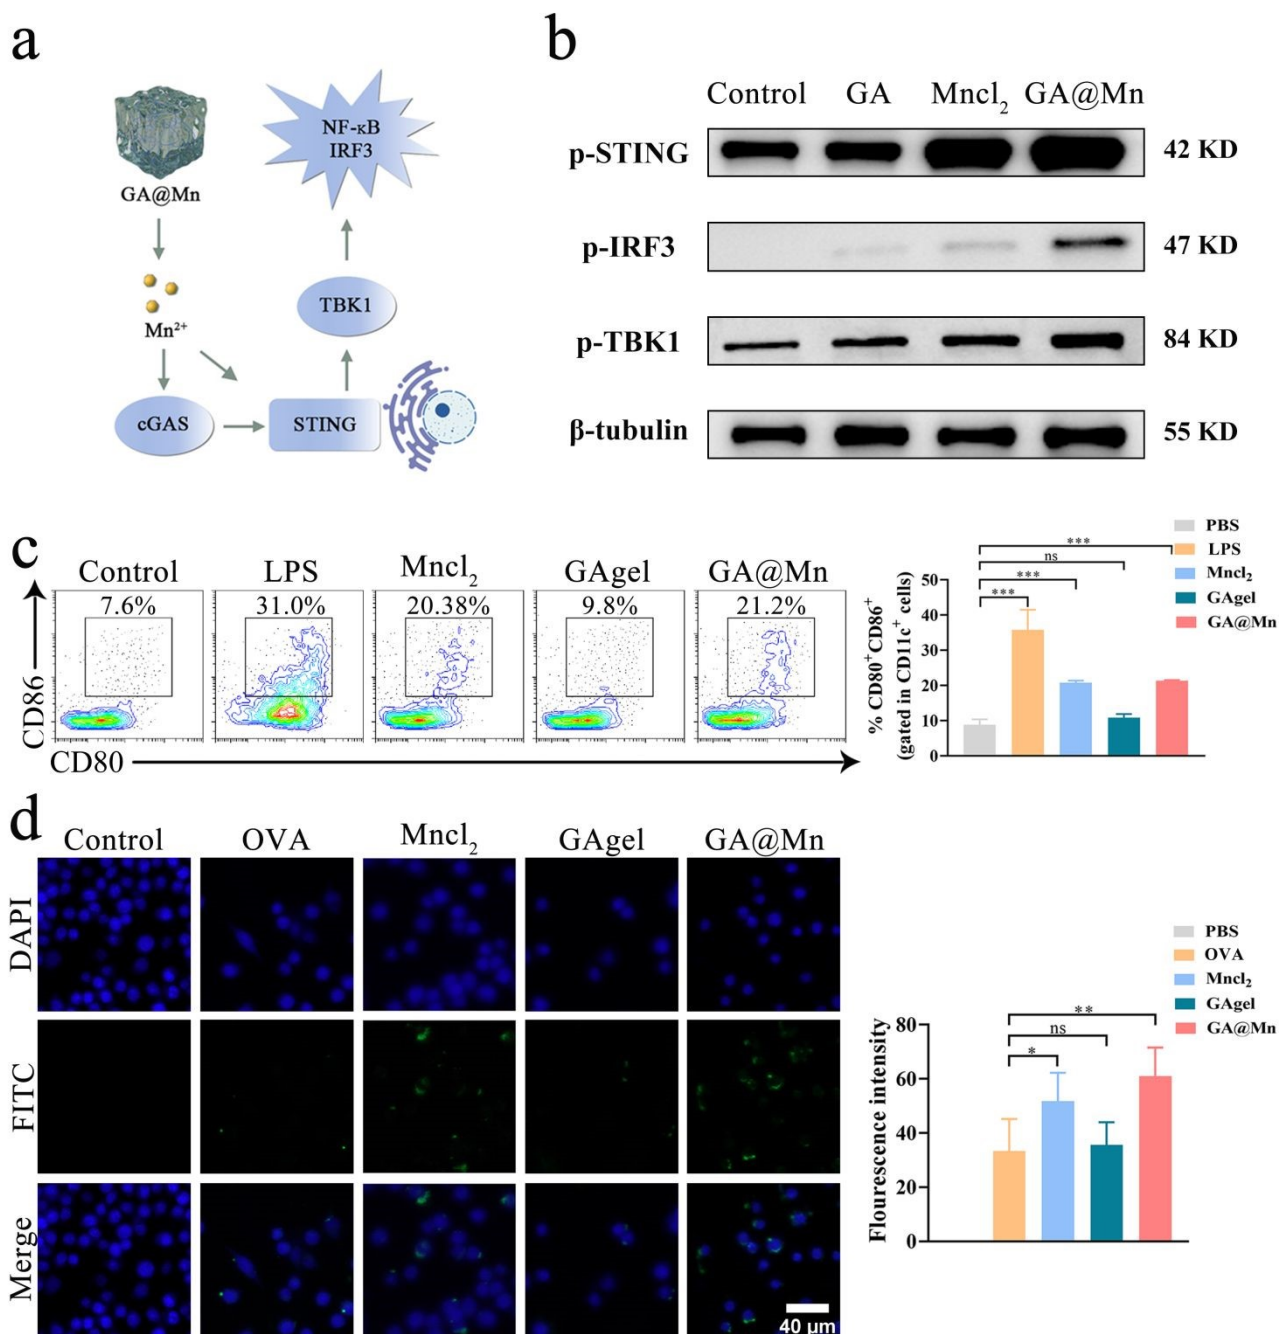 a
GA@Mn
NF-κB
IRF3
Mn²⁺
TBK1
cGAS
STING
b
Control GA Mncl₂ GA@Mn
p-STING 42 KD
p-IRF3 47 KD
p-TBK1 84 KD
β-tubulin 55 KD
c
Control LPS Mncl₂ GAgel GA@Mn
7.6% 31.0% 20.38% 9.8% 21.2%
CD86
CD80
% CD80⁺CD86⁺
(gated in CD11c⁺ cells)
50
40
30
20
10
0
***
ns
***
***
PBS
LPS
Mncl₂
GAgel
GA@Mn
d
Control OVA Mncl₂ GAgel GA@Mn
DAPI
FITC
Merge
40 μm
Flourescence intensity
80
60
40
20
0
**
ns
*
PBS
OVA
Mncl₂
GAgel
GA@Mn